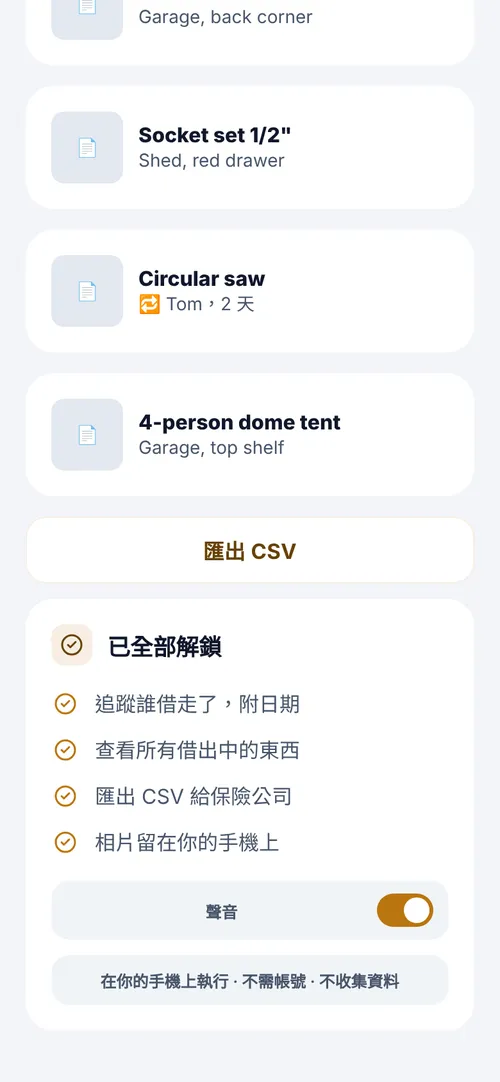 Garage, back corner
Socket set 1/2"
Shed, red drawer
Circular saw
🔁 Tom，2 天
4-person dome tent
Garage, top shelf
匯出 CSV
已全部解鎖
追蹤誰借走了，附日期
查看所有借出中的東西
匯出 CSV 給保險公司
相片留在你的手機上
聲音
在你的手機上執行 · 不需帳號 · 不收集資料